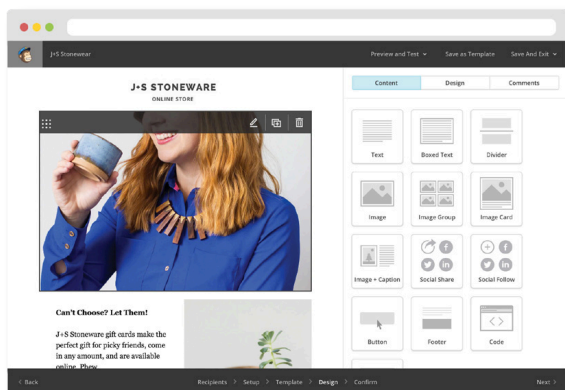 J+S Stonewear
Preview and Test
Save as Template
Save And Exit
J+S STONEWARE
ONLINE STORE
Can't Choose? Let Them!
J+S Stoneware gift cards make the
perfect gift for picky friends, come
in any amount, and are available
online. Phew.
Content
Design
Comments
Text
Boxed Text
Divider
Image
Image Group
Image Card
Image + Caption
Social Share
Social Follow
Button
Footer
Code
< Back
Recipients > Setup > Template > Design > Confirm
Next >